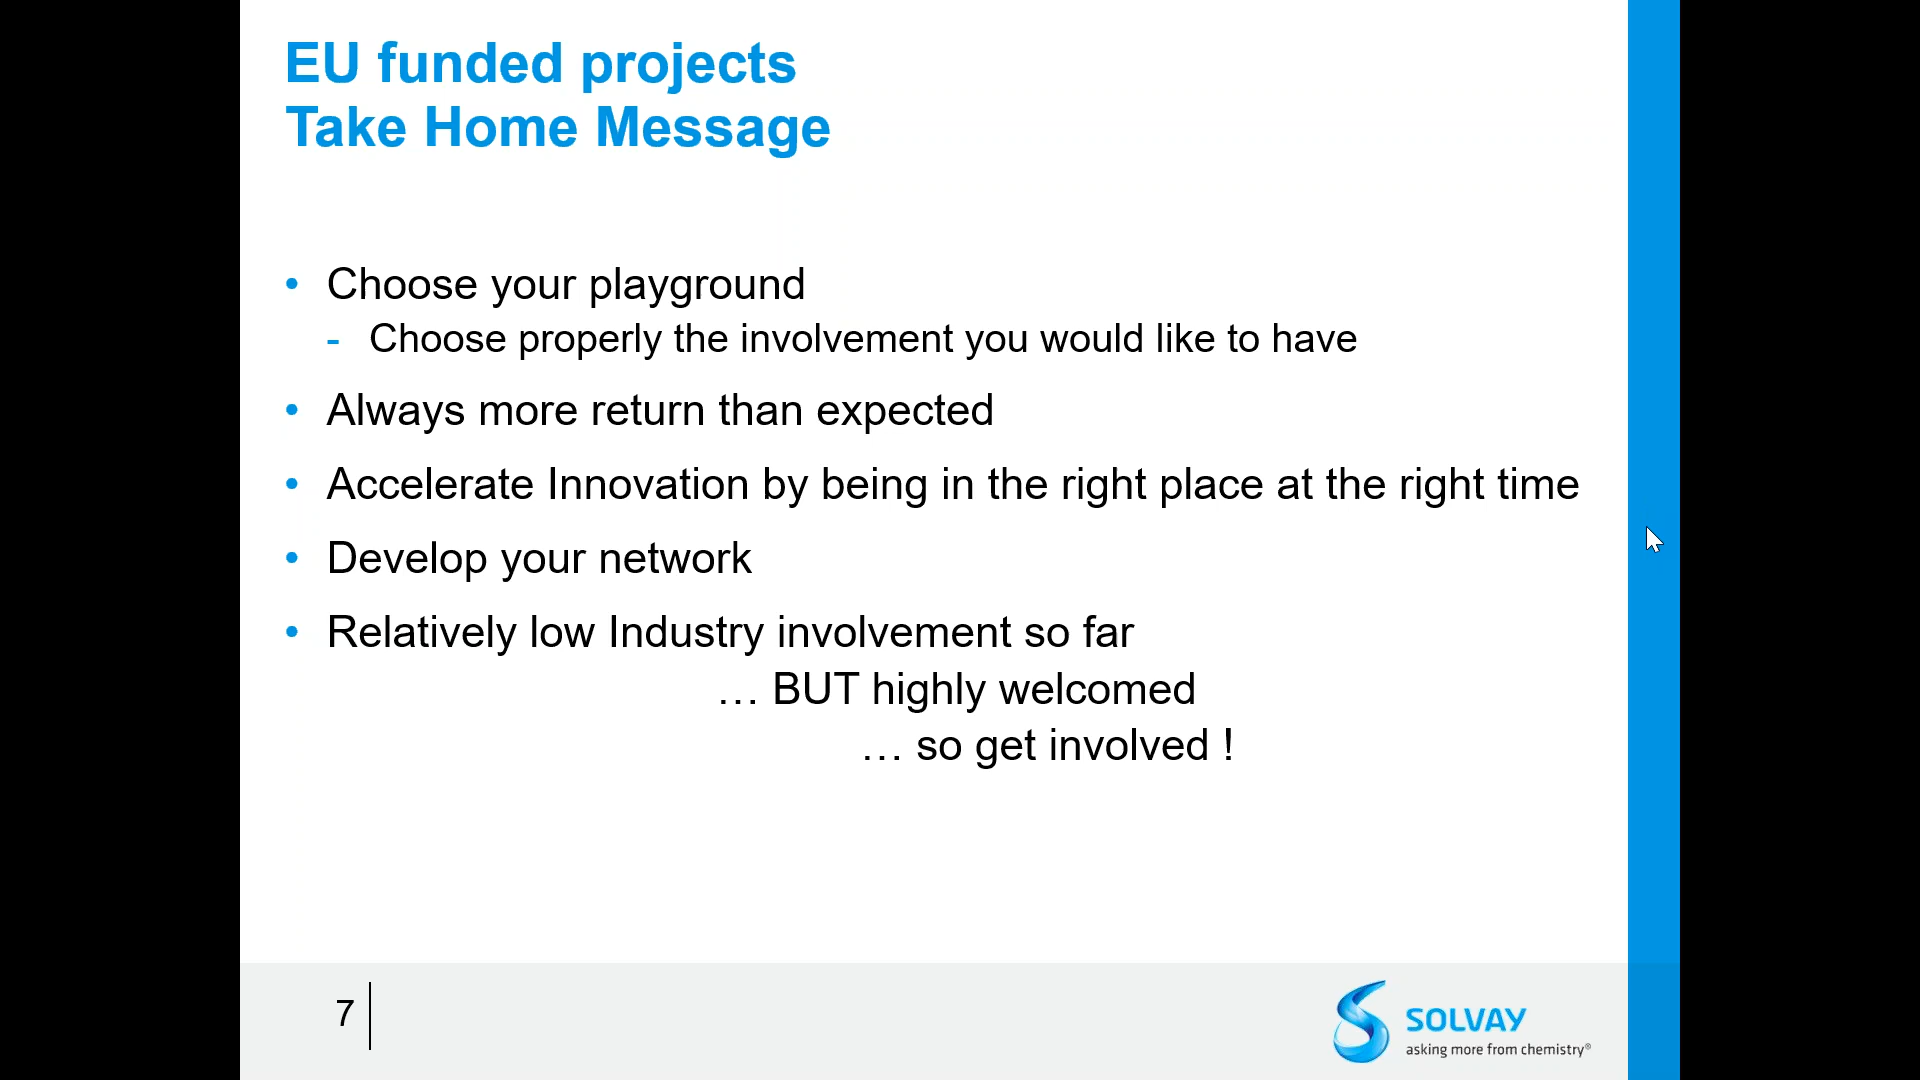 EU funded projects
Take Home Message
• Choose your playground
- Choose properly the involvement you would like to have
• Always more return than expected
• Accelerate Innovation by being in the right place at the right time
• Develop your network
• Relatively low Industry involvement so far
… BUT highly welcomed
… so get involved !
7
SOLVAY
asking more from chemistry®